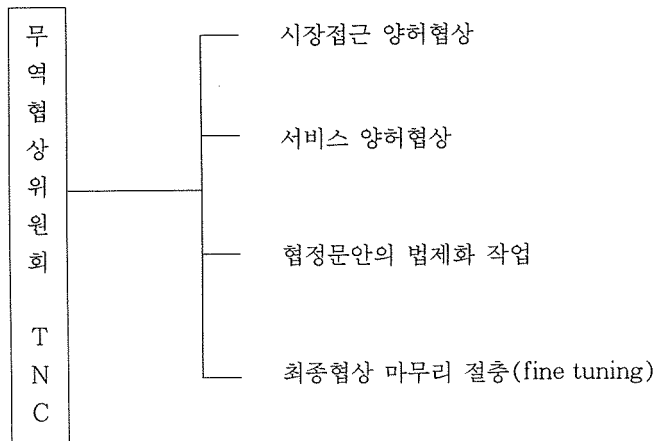 무역협상위원회 TNC
시장접근 양허협상
서비스 양허협상
협정문안의 법제화 작업
최종협상 마무리 절충(fine tuning)